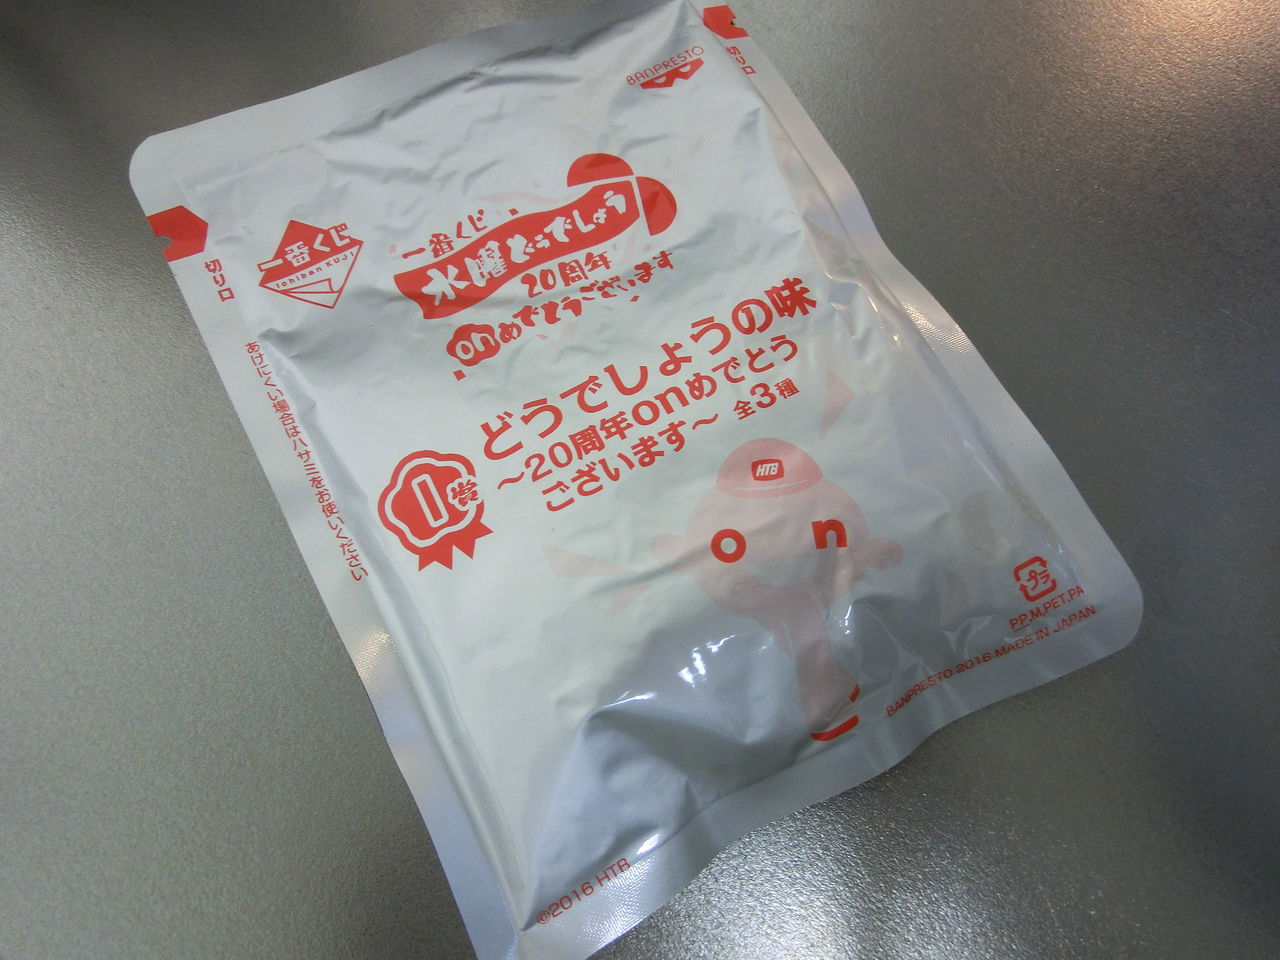 BANPRESTO
切り口
切り口
一番くじ
Ichiban KUJI
一番くじ
水曜どうでしょう
20周年
onめでとうございます
あけにくい場合はハサミをお使いください
どうでしょうの味
～20周年onめでとう
ございます～ 全3種
I賞
HTB
on
プラ
PP,M,PET,PA
BANPRESTO 2016 MADE IN JAPAN
©2016 HTB